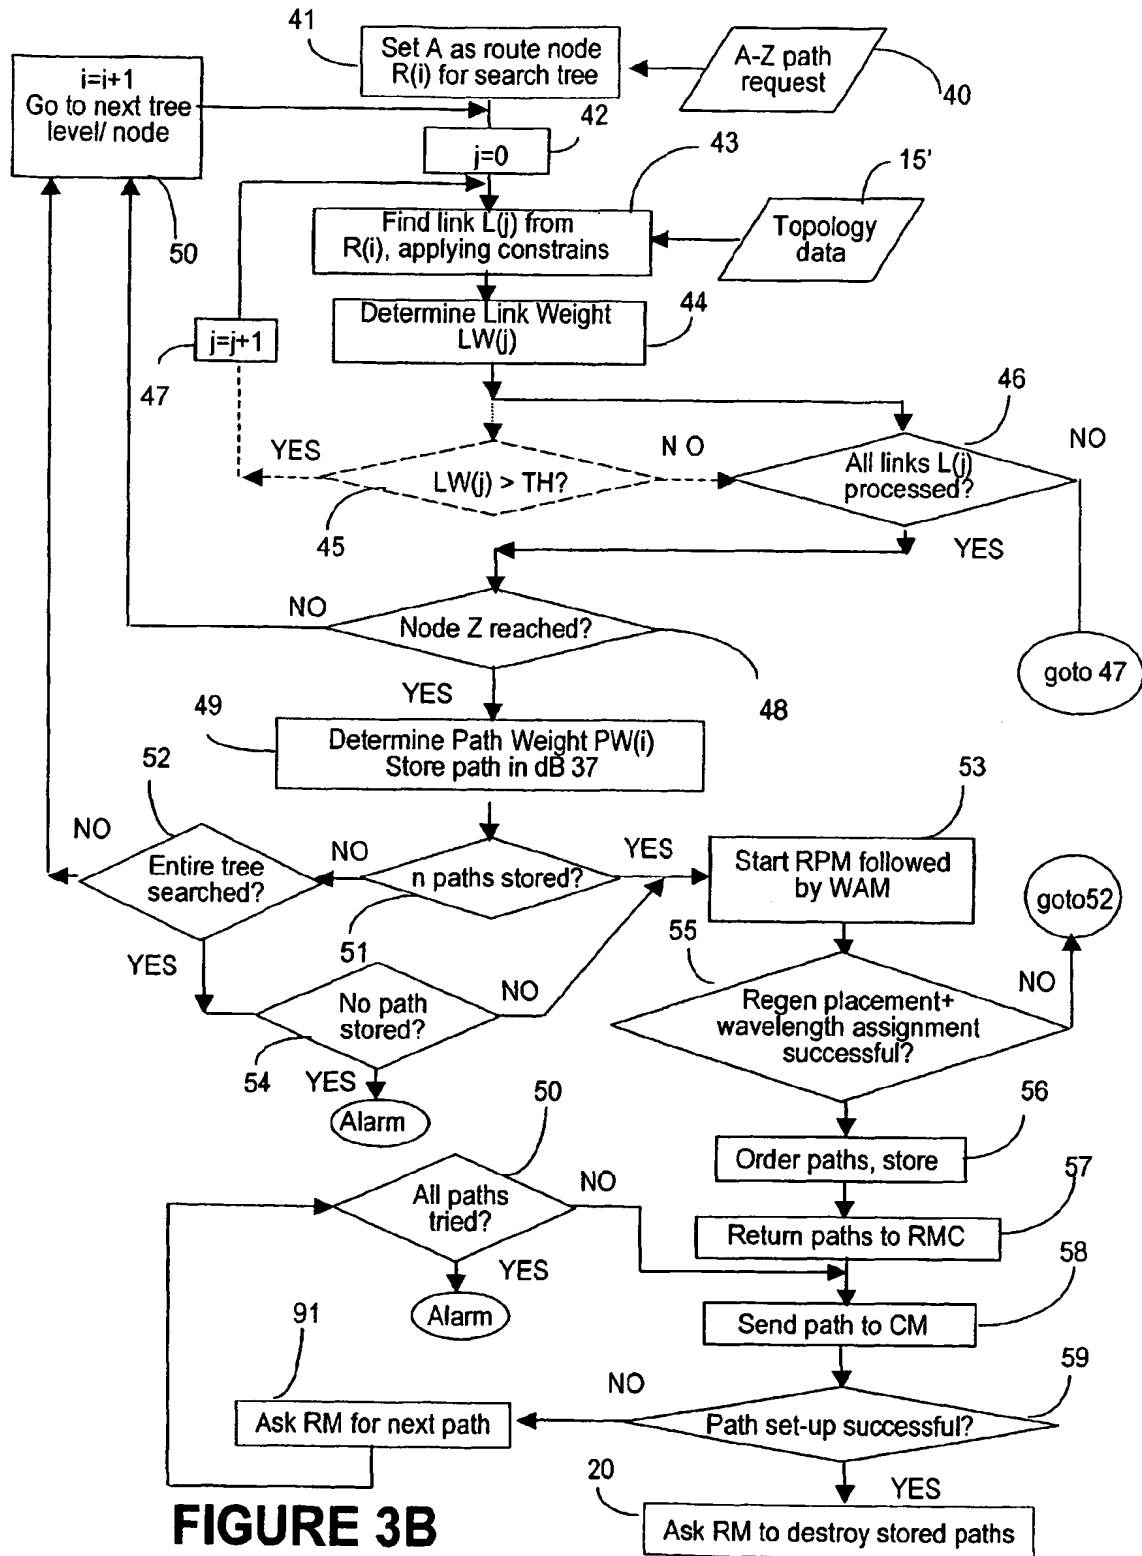 41
Set A as route node
R(i) for search tree
A-Z path
request
40
i=i+1
Go to next tree
level/ node
50
42
j=0
43
15'
Find link L(j) from
R(i), applying constrains
Topology
data
Determine Link Weight
LW(j)
44
j=j+1
47
46
YES
LW(j) > TH?
N O
45
All links L(j)
processed?
NO
YES
goto 47
NO
Node Z reached?
48
YES
49
Determine Path Weight PW(i)
Store path in dB 37
52
NO
Entire tree
searched?
NO
n paths stored?
51
YES
53
Start RPM followed
by WAM
goto52
YES
No path
stored?
NO
54
YES
Alarm
55
Regen placement+
wavelength assignment
successful?
NO
56
Order paths, store
57
Return paths to RMC
58
50
All paths
tried?
NO
YES
Alarm
Send path to CM
59
91
Ask RM for next path
NO
Path set-up successful?
YES
20
Ask RM to destroy stored paths
FIGURE 3B